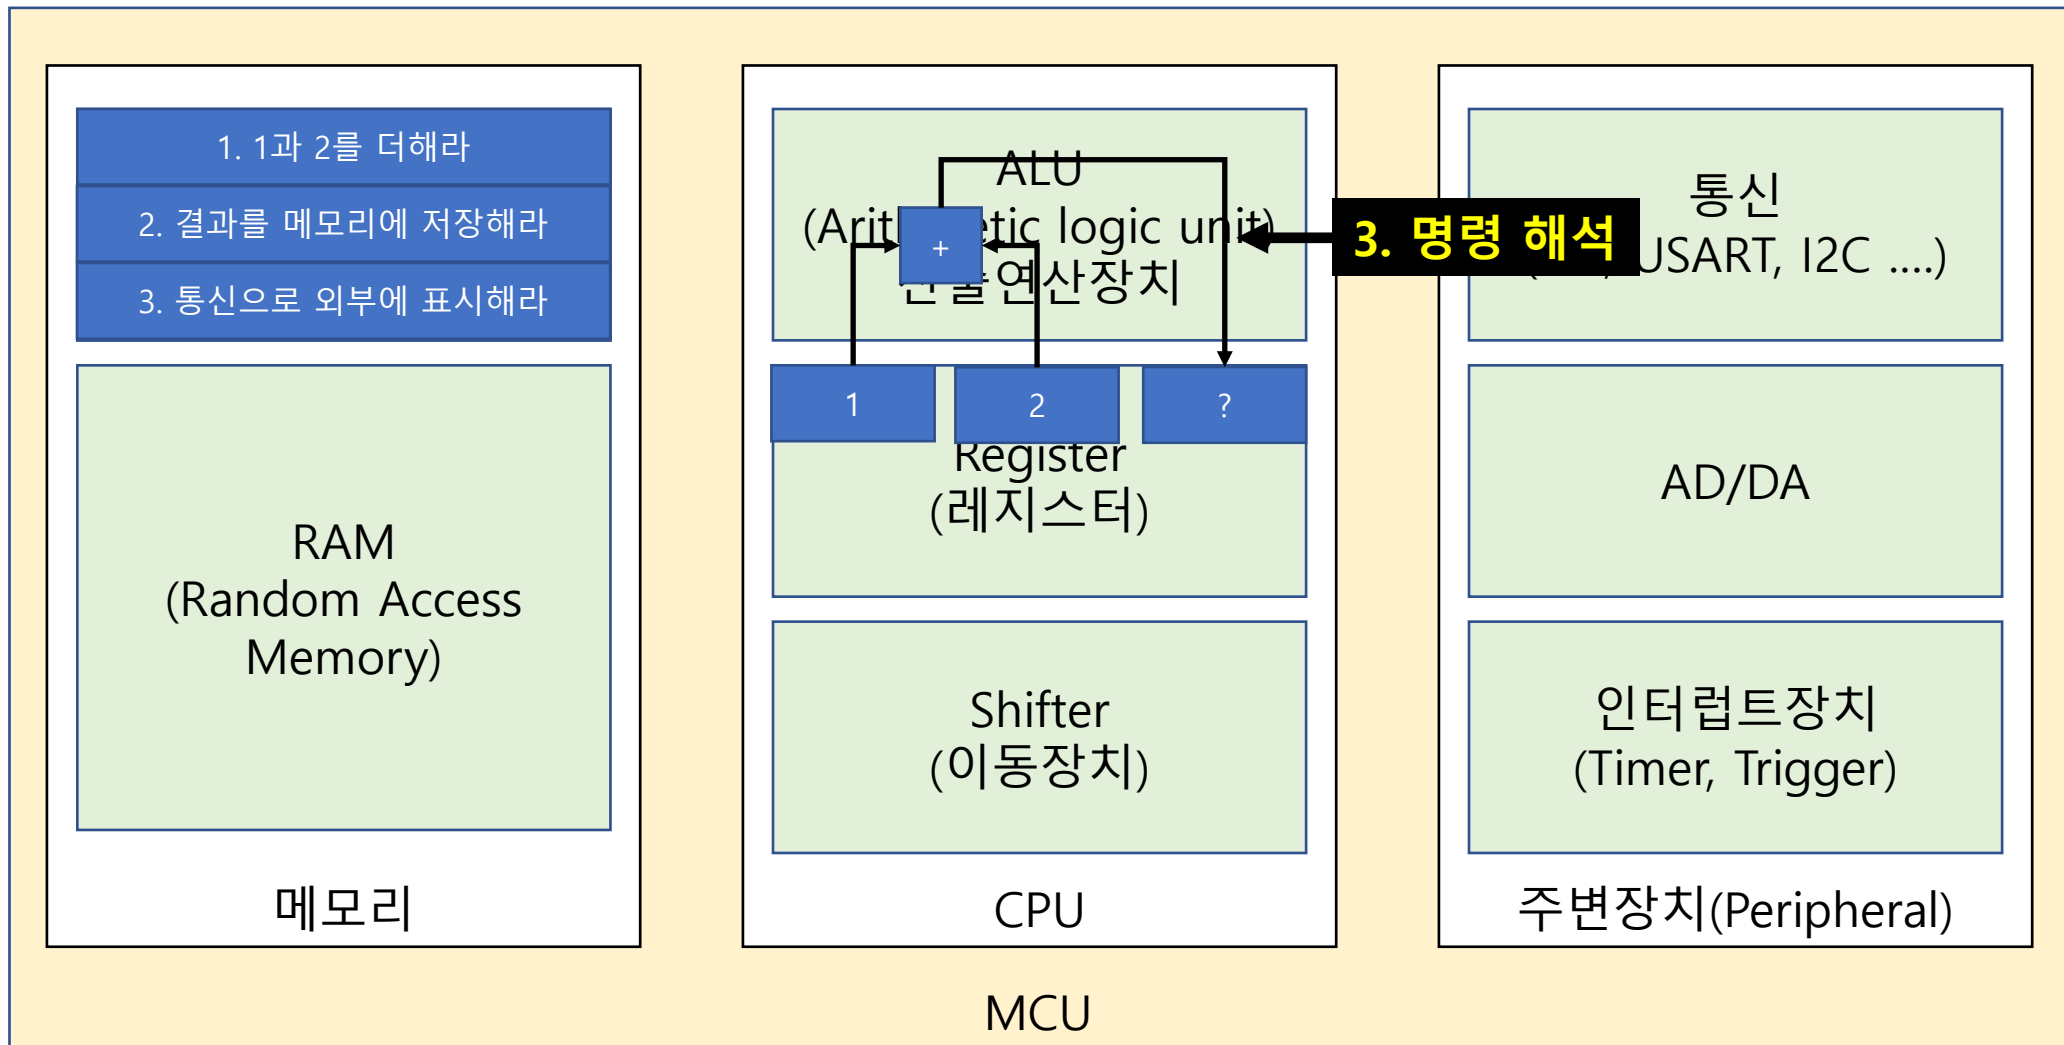 1. 1과 2를 더해라
2. 결과를 메모리에 저장해라
3. 통신으로 외부에 표시해라
RAM
(Random Access
Memory)
메모리
ALU
logic unit)
+
1
2
?
Register
(레지스터)
Shifter
(이동장치)
CPU
3. 명령 해석
통신
USART, I2C ....)
AD/DA
인터럽트장치
(Timer, Trigger)
주변장치(Peripheral)
MCU